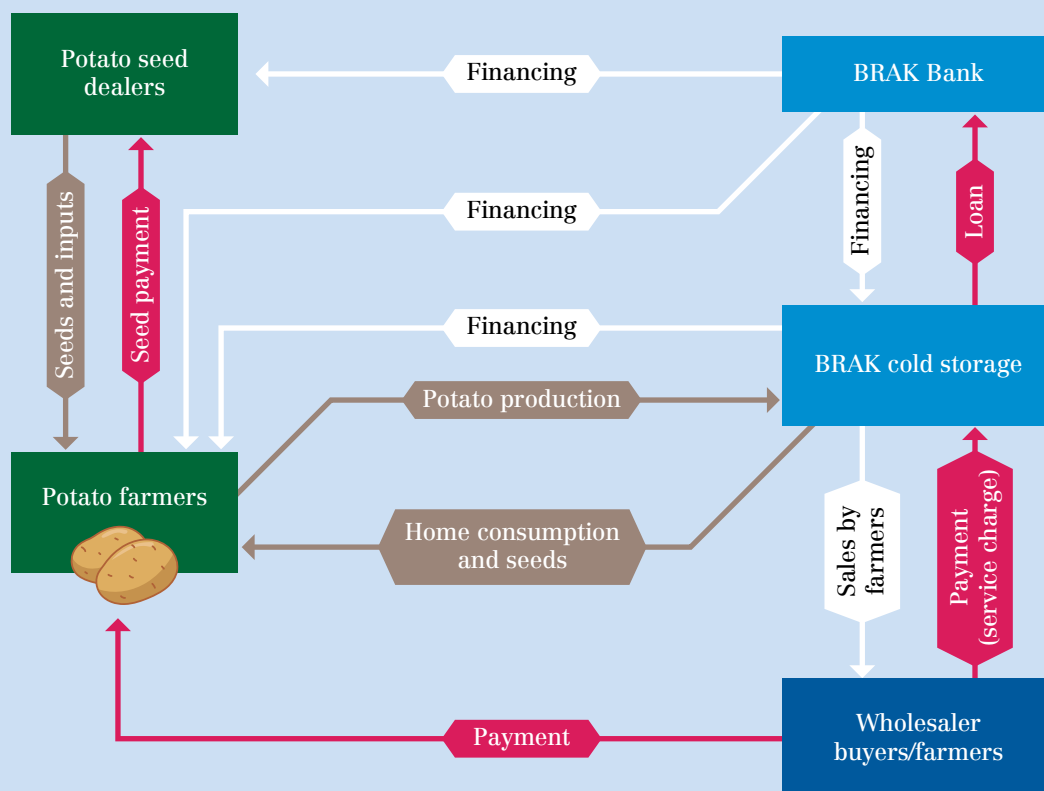 Potato seed
dealers
Financing
BRAK Bank
Seeds and inputs
Seed payment
Financing
Financing
Loan
Financing
BRAK cold storage
Potato production
Potato farmers
Home consumption
and seeds
Sales by
farmers
Payment
(service charge)
Payment
Wholesaler
buyers/farmers